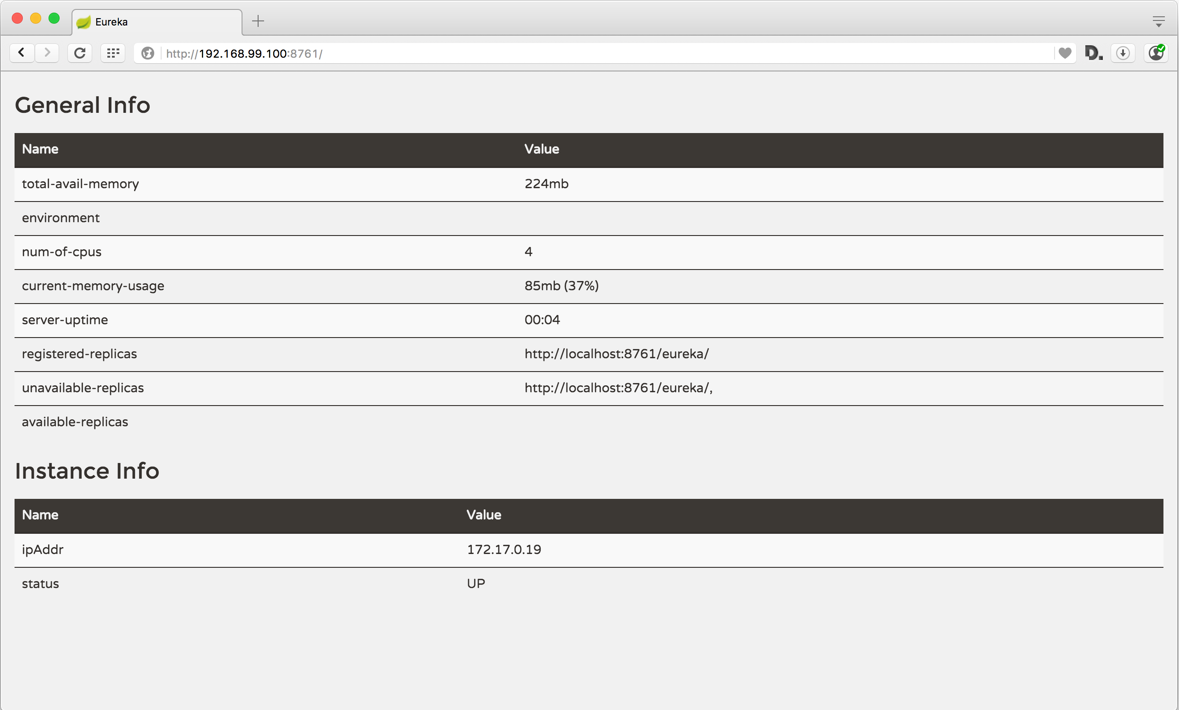 Eureka
http://192.168.99.100:8761/
D.
General Info
Name Value
total-avail-memory 224mb
environment
num-of-cpus 4
current-memory-usage 85mb (37%)
server-uptime 00:04
registered-replicas http://localhost:8761/eureka/
unavailable-replicas http://localhost:8761/eureka/,
available-replicas
Instance Info
Name Value
ipAddr 172.17.0.19
status UP